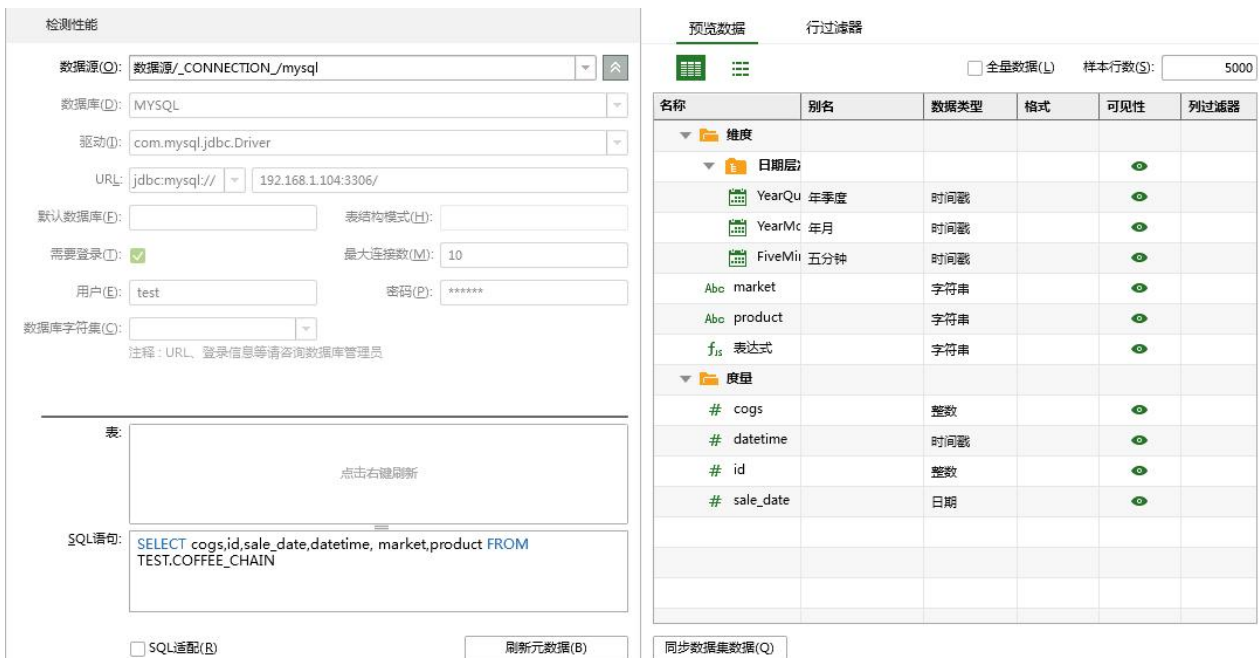 检测性能
数据源(O): 数据源/_CONNECTION_/mysql
数据库(D): MYSQL
驱动(I): com.mysql.jdbc.Driver
URL: jdbc:mysql:// 192.168.1.104:3306/
默认数据库(F): 表结构模式(H):
需要登录(T): 最大连接数(M): 10
用户(E): test 密码(P): ******
数据库字符集(C):
注释：URL、登录信息等请咨询数据库管理员
表:
点击右键刷新
SQL语句: SELECT cogs,id,sale_date,datetime, market,product FROM
TEST.COFFEE_CHAIN
SQL适配(R) 刷新元数据(B)
预览数据 行过滤器
全量数据(L) 样本行数(S): 5000
名称 别名 数据类型 格式 可见性 列过滤器
维度
日期层
YearQu 年季度 时间戳
YearMo 年月 时间戳
FiveMin 五分钟 时间戳
Abc market 字符串
Abc product 字符串
fJS 表达式 字符串
度量
# cogs 整数
# datetime 时间戳
# id 整数
# sale_date 日期
同步数据集数据(Q)